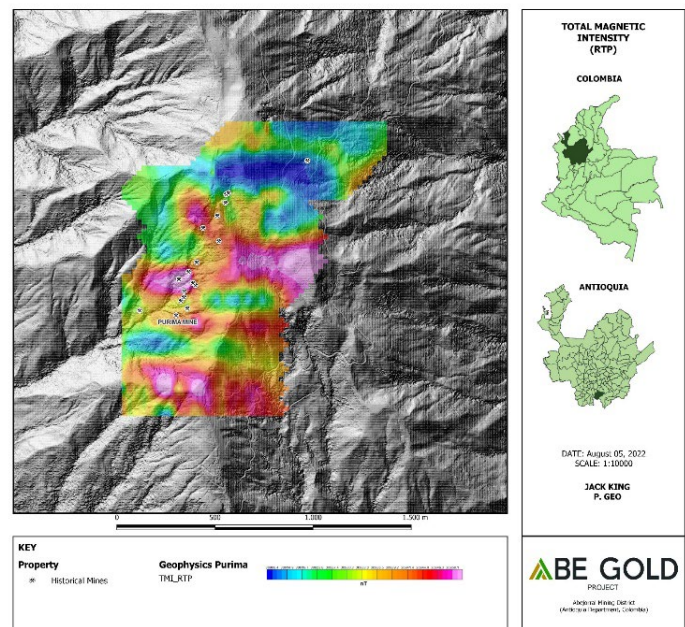 PURIMA MINE
TOTAL MAGNETIC
INTENSITY
(RTP)
COLOMBIA
ANTIOQUIA
DATE: August 05, 2022
SCALE: 1:10000
JACK KING
P. GEO
0 500 1.000 1.500 m
KEY
Property
Historical Mines
Geophysics Purima
TMI_RTP
nT
ABE GOLD
PROJECT
Abejorral Mining District
(Antioquia Department, Colombia)